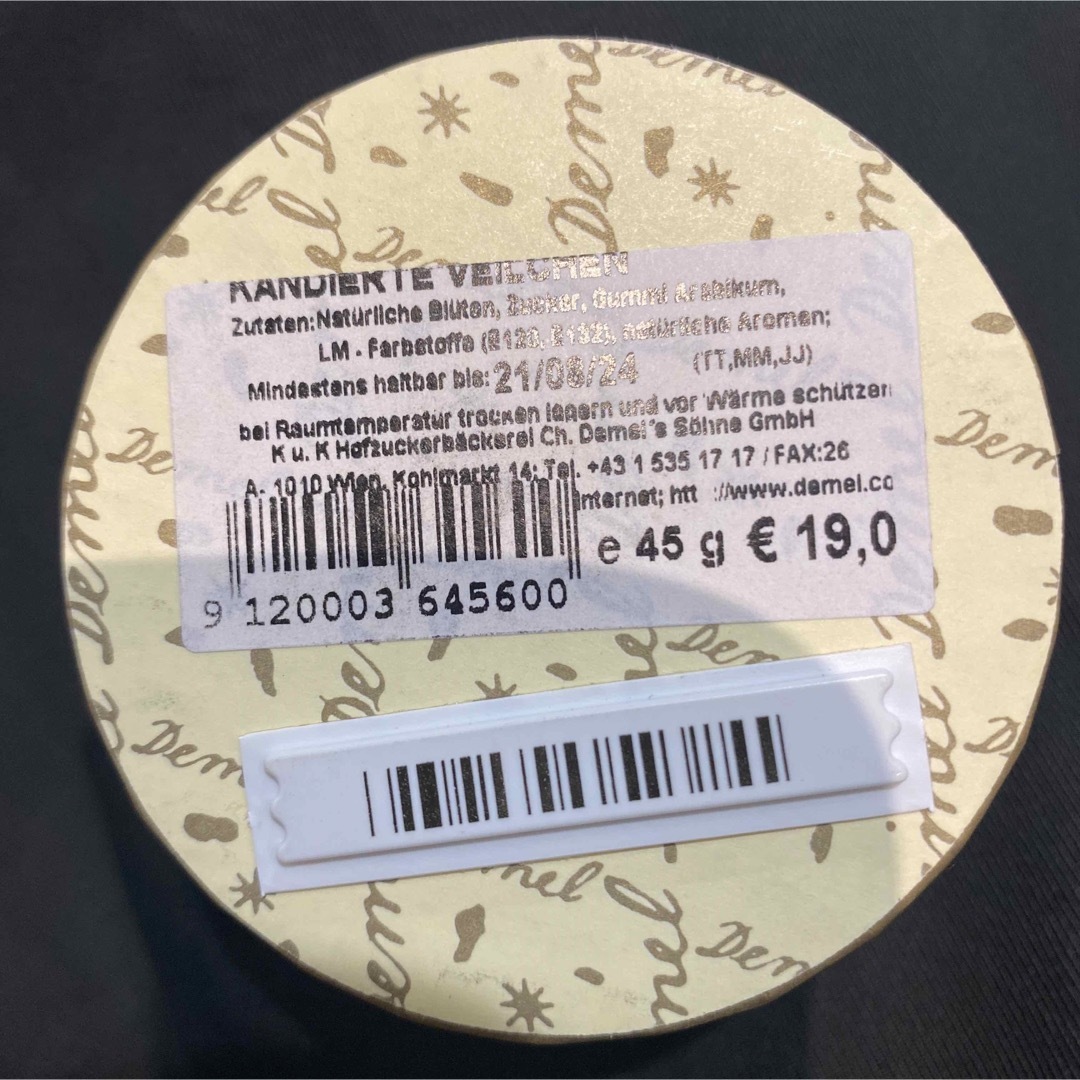 Demel
KANDIERTE VEILCHEN
Zutaten: Natürliche Blüten, Zucker, Gummi Arabikum,
LM - Farbstoffe (E120, E132), natürliche Aromen;
Mindestens haltbar bis: 21/08/24 (TT,MM,JJ)
bei Raumtemperatur trocken lagern und vor Wärme schützen
K u. K Hofzuckerbäckerei Ch. Demel's Söhne GmbH
A- 1010 Wien, Kohlmarkt 14; Tel. +43 1 535 17 17 / FAX:26
Internet; htt ://www.demel.co
e 45 g € 19,0
9 120003 645600
Demel
Demel
Demel